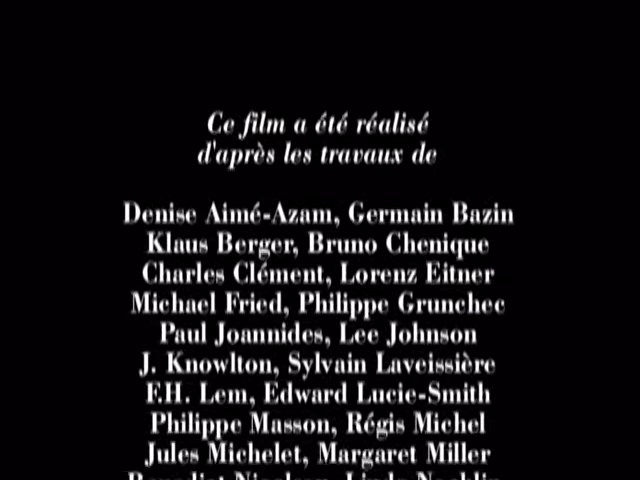 Ce film a été réalisé
d'après les travaux de
Denise Aimé-Azam, Germain Bazin
Klaus Berger, Bruno Chenique
Charles Clément, Lorenz Eitner
Michael Fried, Philippe Grunchec
Paul Joannides, Lee Johnson
J. Knowlton, Sylvain Laveissière
F.H. Lem, Edward Lucie-Smith
Philippe Masson, Régis Michel
Jules Michelet, Margaret Miller